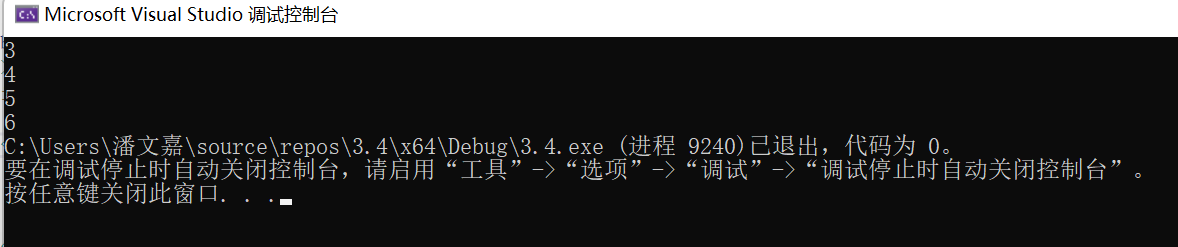 Microsoft Visual Studio 调试控制台
3
4
5
6
C:\Users\潘文嘉\source\repos\3.4\x64\Debug\3.4.exe (进程 9240)已退出，代码为 0。
要在调试停止时自动关闭控制台，请启用“工具”->“选项”->“调试”->“调试停止时自动关闭控制台”。
按任意键关闭此窗口. . .